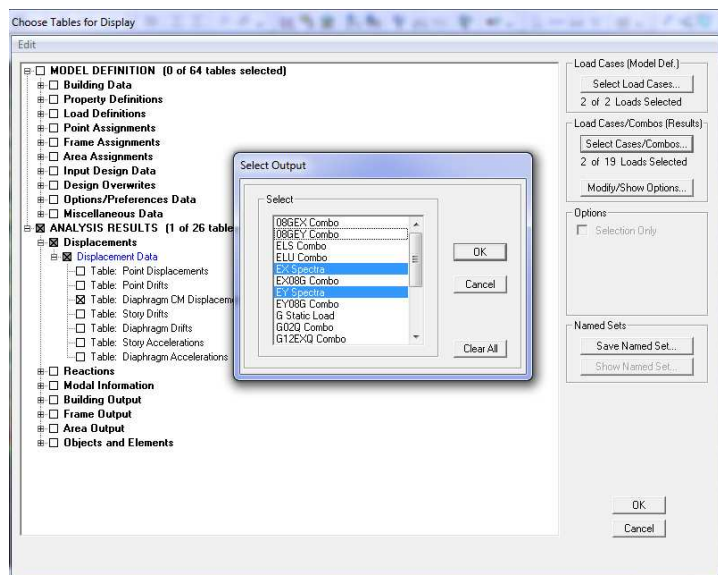 Choose Tables for Display
Edit
MODEL DEFINITION (0 of 64 tables selected)
Building Data
Property Definitions
Load Definitions
Point Assignments
Frame Assignments
Area Assignments
Input Design Data
Design Overwrites
Options/Preferences Data
Miscellaneous Data
ANALYSIS RESULTS (1 of 26 table
Displacements
Displacement Data
Table: Point Displacements
Table: Point Drifts
Table: Diaphragm CM Displacem
Table: Story Drifts
Table: Diaphragm Drifts
Table: Story Accelerations
Table: Diaphragm Accelerations
Reactions
Modal Information
Building Output
Frame Output
Area Output
Objects and Elements
Select Output
Select
08GEX Combo
08GEY Combo
ELS Combo
ELU Combo
EX Spectra
EX08G Combo
EY Spectra
EY08G Combo
G Static Load
G02Q Combo
G12EXQ Combo
OK
Cancel
Clear All
Load Cases (Model Def.)
Select Load Cases...
2 of 2 Loads Selected
Load Cases/Combos (Results)
Select Cases/Combos...
2 of 19 Loads Selected
Modify/Show Options...
Options
Selection Only
Named Sets
Save Named Set...
Show Named Set...
OK
Cancel